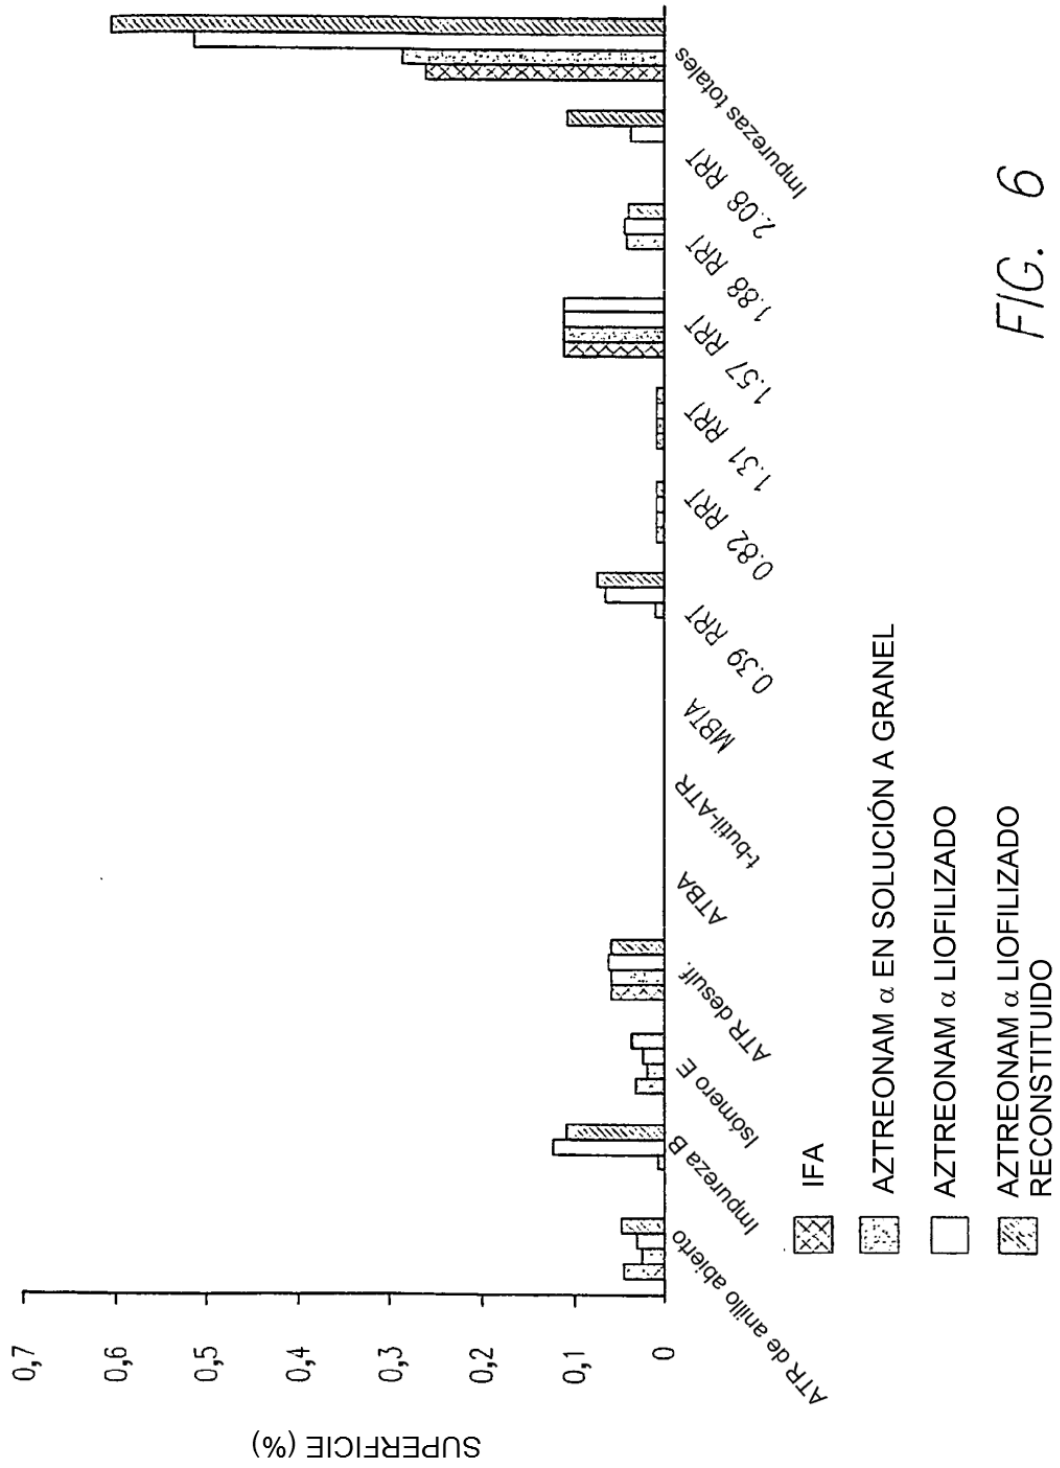 SUPERFICIE (%)
0,7
0,6
0,5
0,4
0,3
0,2
0,1
0
ATR de anillo abierto
Impureza B
Isómero E
ATR desulf.
ATBA
t-butil-ATR
MBTA
0.39 RRT
0.82 RRT
1.31 RRT
1.57 RRT
1.88 RRT
2.08 RRT
Impurezas totales
IFA
AZTREONAM α EN SOLUCIÓN A GRANEL
AZTREONAM α LIOFILIZADO
AZTREONAM α LIOFILIZADO
RECONSTITUIDO
FIG. 6